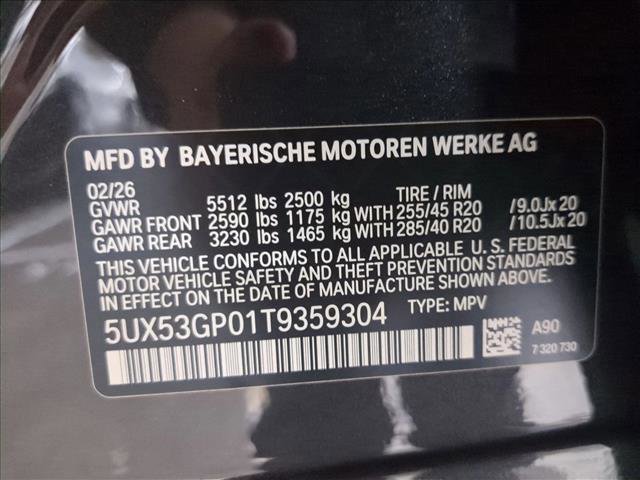 MFD BY BAYERISCHE MOTOREN WERKE AG
02/26
GVWR 5512 lbs 2500 kg TIRE / RIM
GAWR FRONT 2590 lbs 1175 kg WITH 255/45 R20 /9.0Jx20
GAWR REAR 3230 lbs 1465 kg WITH 285/40 R20 /10.5Jx20
THIS VEHICLE CONFORMS TO ALL APPLICABLE U. S. FEDERAL
MOTOR VEHICLE SAFETY AND THEFT PREVENTION STANDARDS
IN EFFECT ON THE DATE OF MANUFACTURE SHOWN ABOVE.
5UX53GP01T9359304 TYPE: MPV
A90
7 320 730